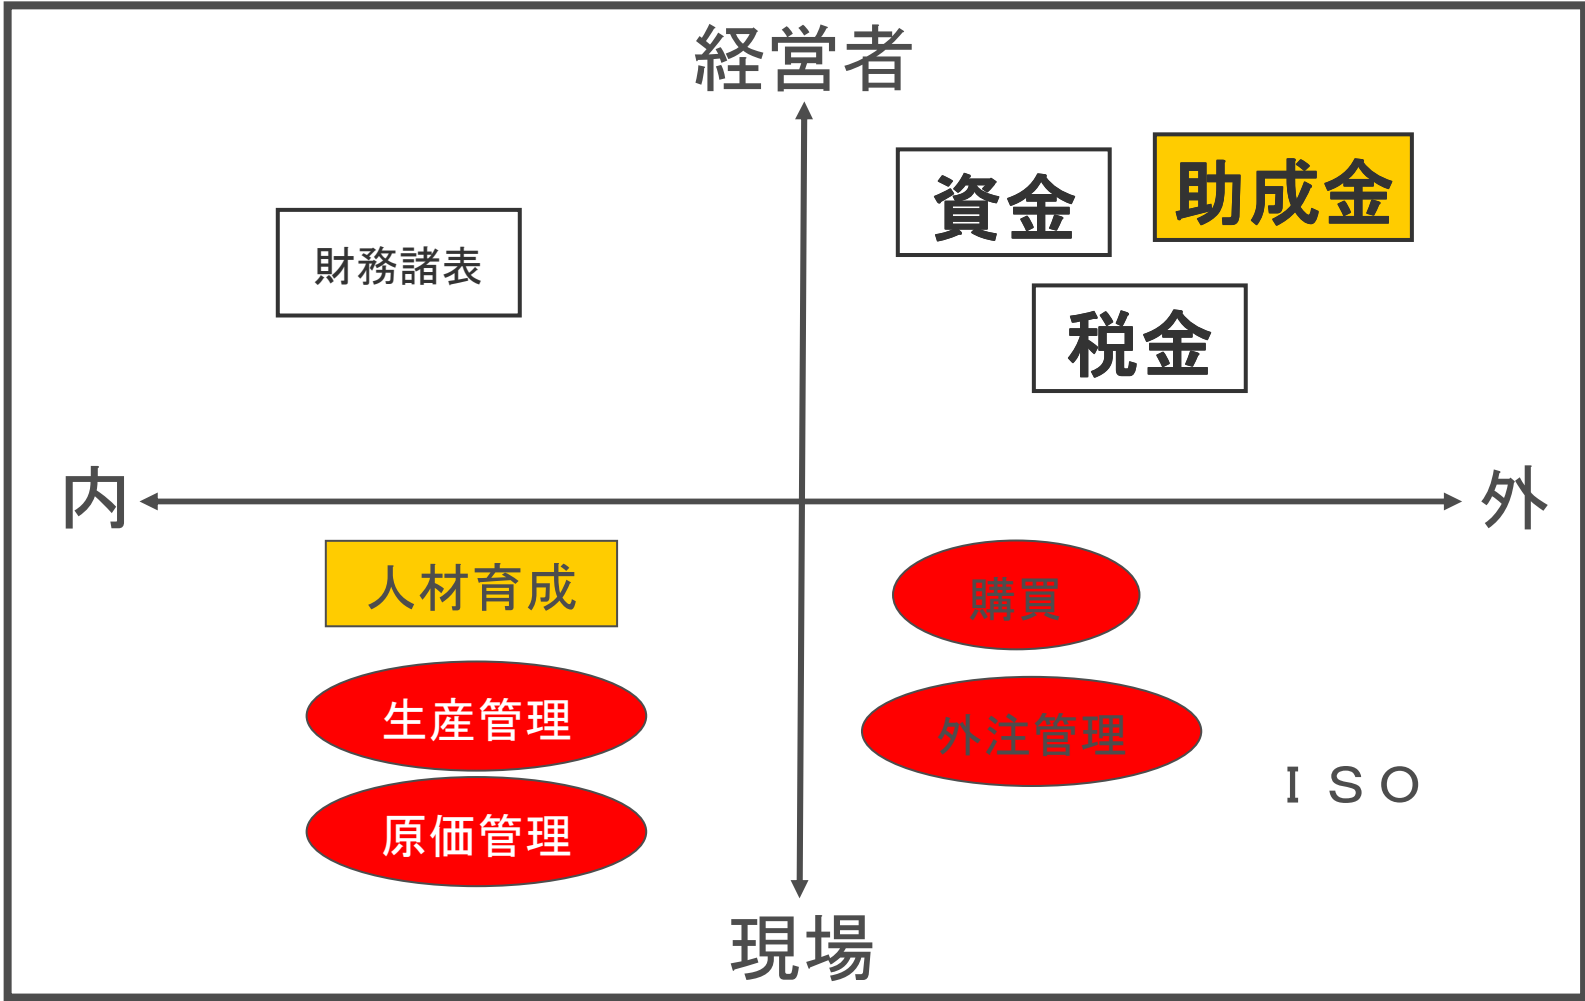 経営者
資金
助成金
財務諸表
税金
内
外
人材育成
購買
生産管理
外注管理
ISO
原価管理
現場